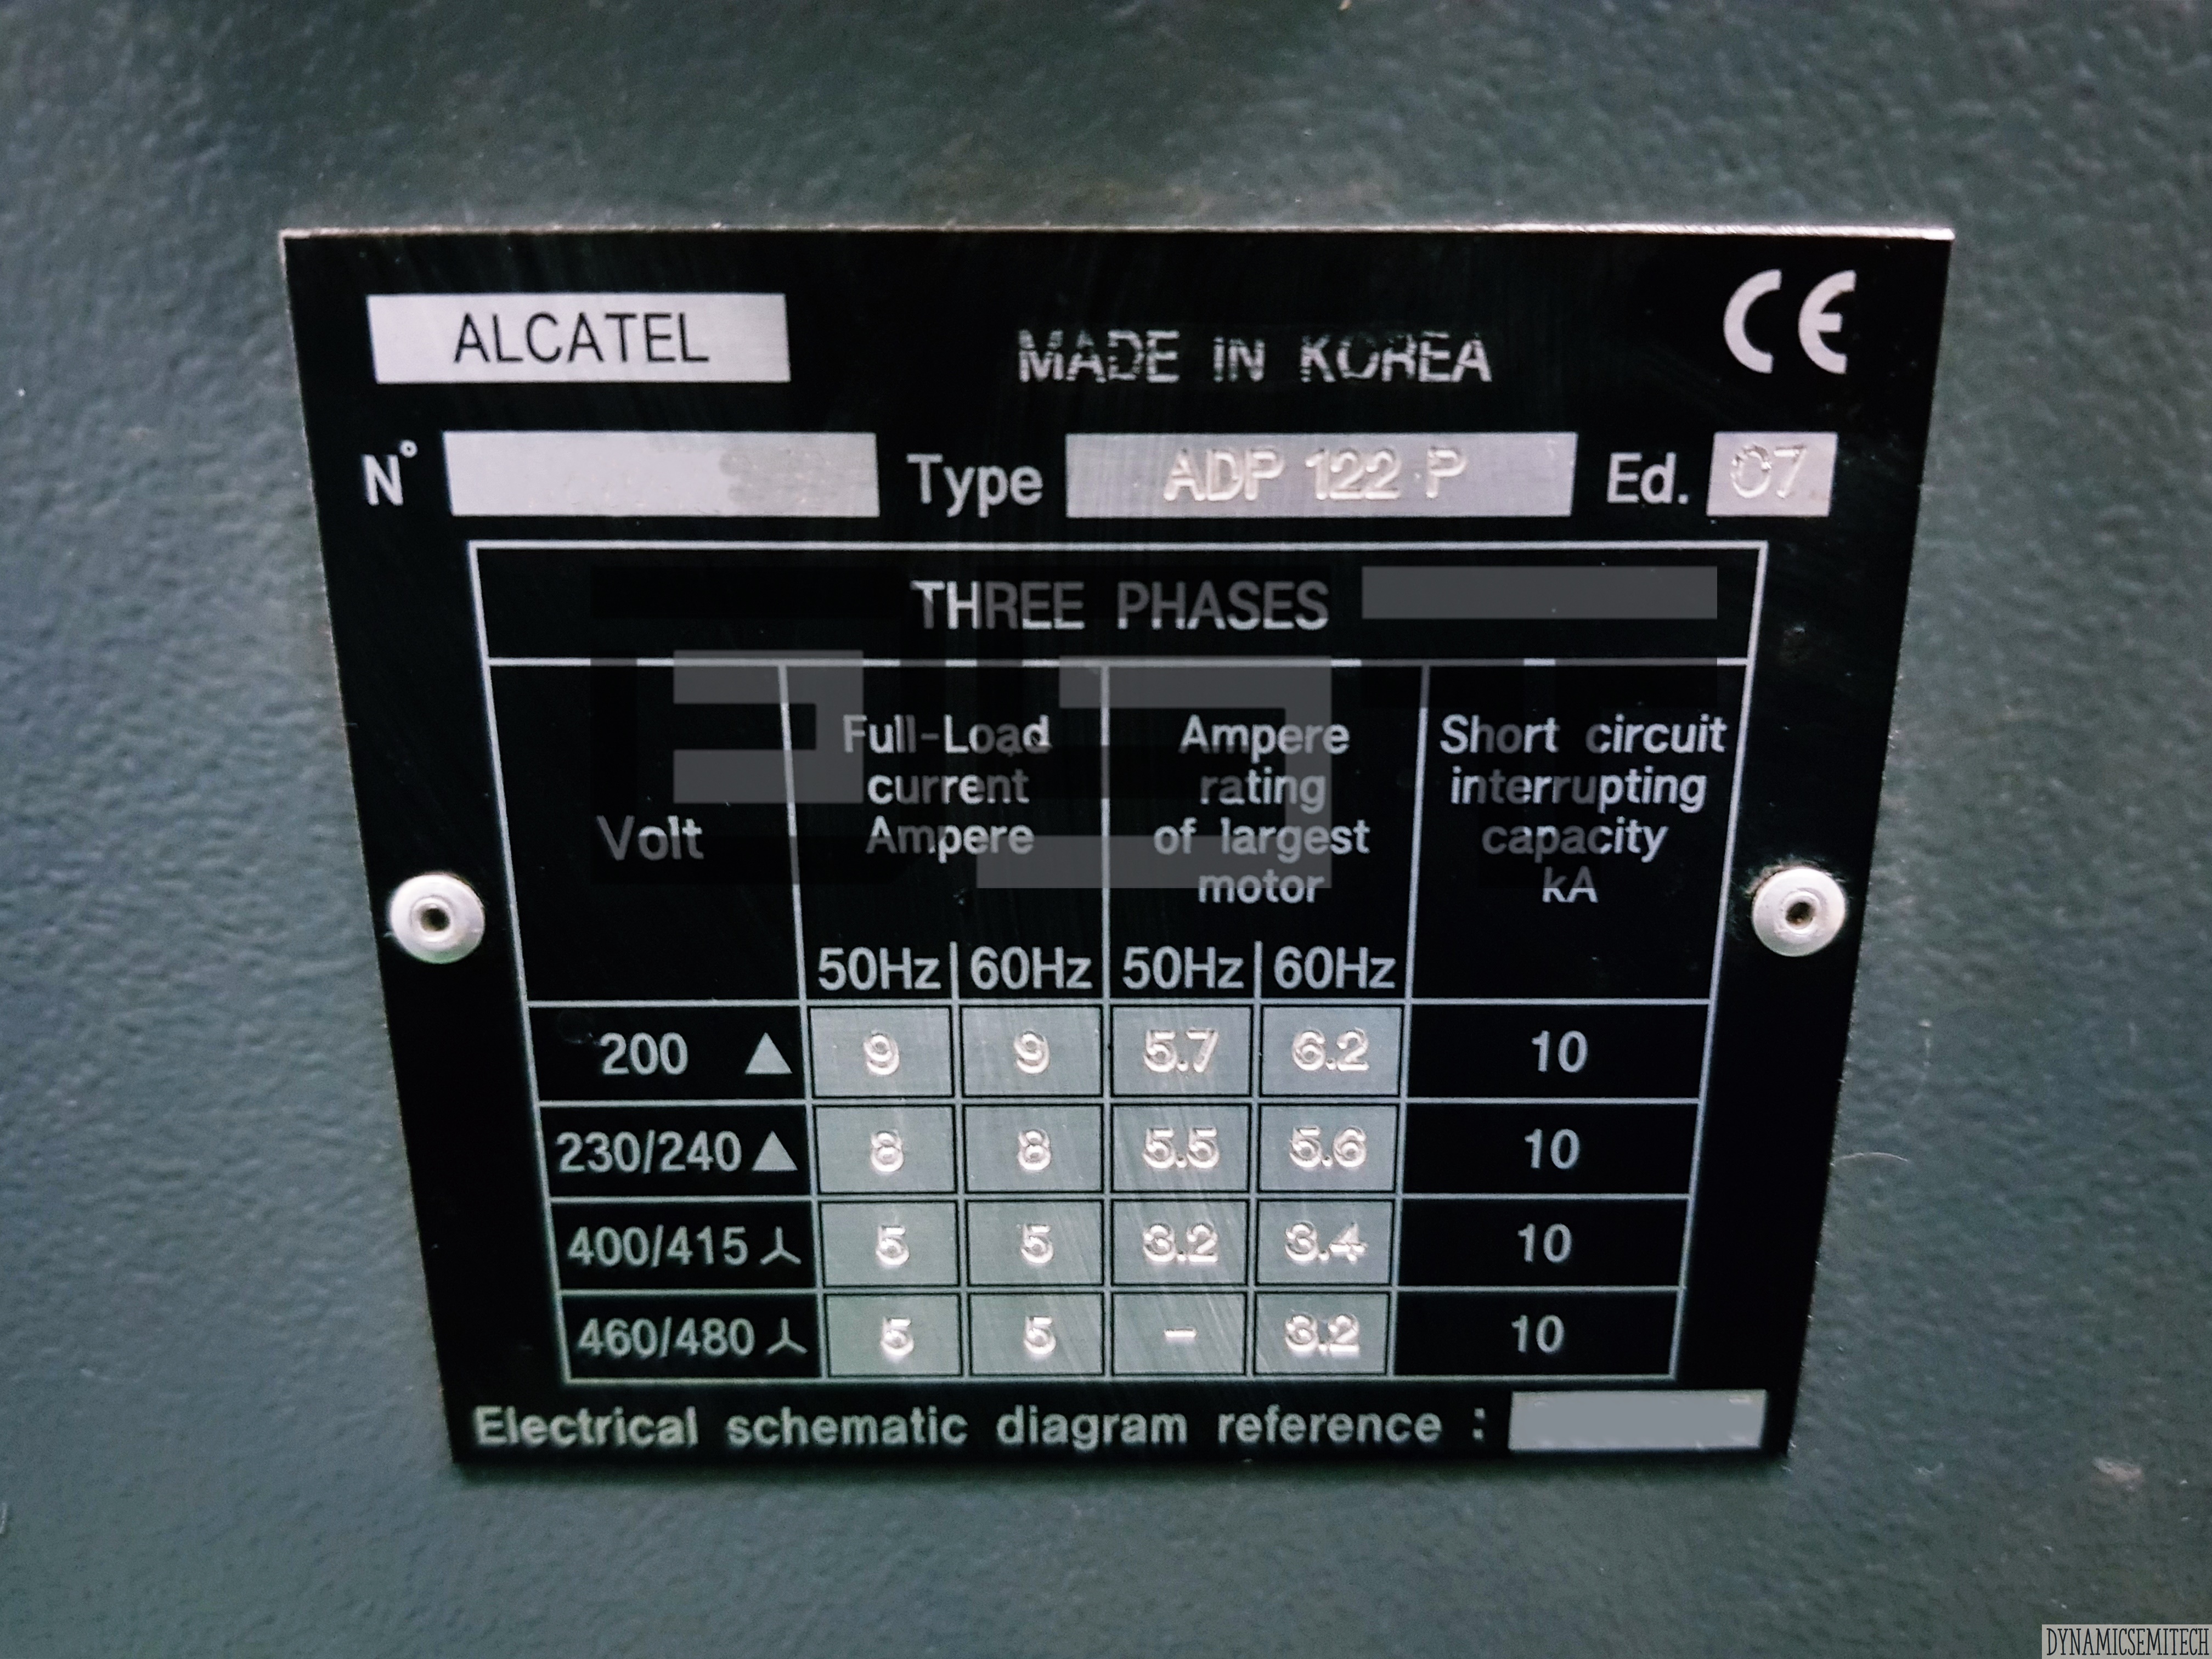 ALCATEL MADE IN KOREA CE
N° Type ADP 122 P Ed. 07
THREE PHASES
Volt
Full-Load
current
Ampere
Ampere
rating
of largest
motor
Short circuit
interrupting
capacity
kA
50Hz 60Hz 50Hz 60Hz
200 ▲ 9 9 5.7 6.2 10
230/240 ▲ 8 8 5.5 5.6 10
400/415 ⅄ 5 5 3.2 3.4 10
460/480 ⅄ 5 5 - 3.2 10
Electrical schematic diagram reference :
DYNAMICSEMITECH